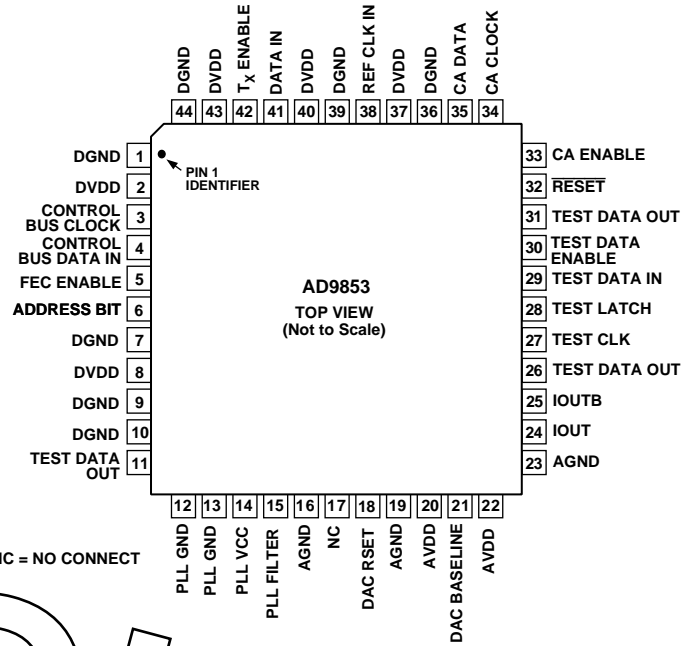 DGND
DVDD
TX ENABLE
DATA IN
DVDD
DGND
REF CLK IN
DVDD
DGND
CA DATA
CA CLOCK
44 43 42 41 40 39 38 37 36 35 34
DGND 1
DVDD 2
CONTROL
BUS CLOCK 3
CONTROL
BUS DATA IN 4
FEC ENABLE 5
ADDRESS BIT 6
DGND 7
DVDD 8
DGND 9
DGND 10
TEST DATA
OUT 11
PIN 1
IDENTIFIER
AD9853
TOP VIEW
(Not to Scale)
33 CA ENABLE
32 RESET
31 TEST DATA OUT
30 TEST DATA
ENABLE
29 TEST DATA IN
28 TEST LATCH
27 TEST CLK
26 TEST DATA OUT
25 IOUTB
24 IOUT
23 AGND
12 13 14 15 16 17 18 19 20 21 22
PLL GND
PLL GND
PLL VCC
PLL FILTER
AGND
NC
DAC RSET
AGND
AVDD
DAC BASELINE
AVDD
= NO CONNECT